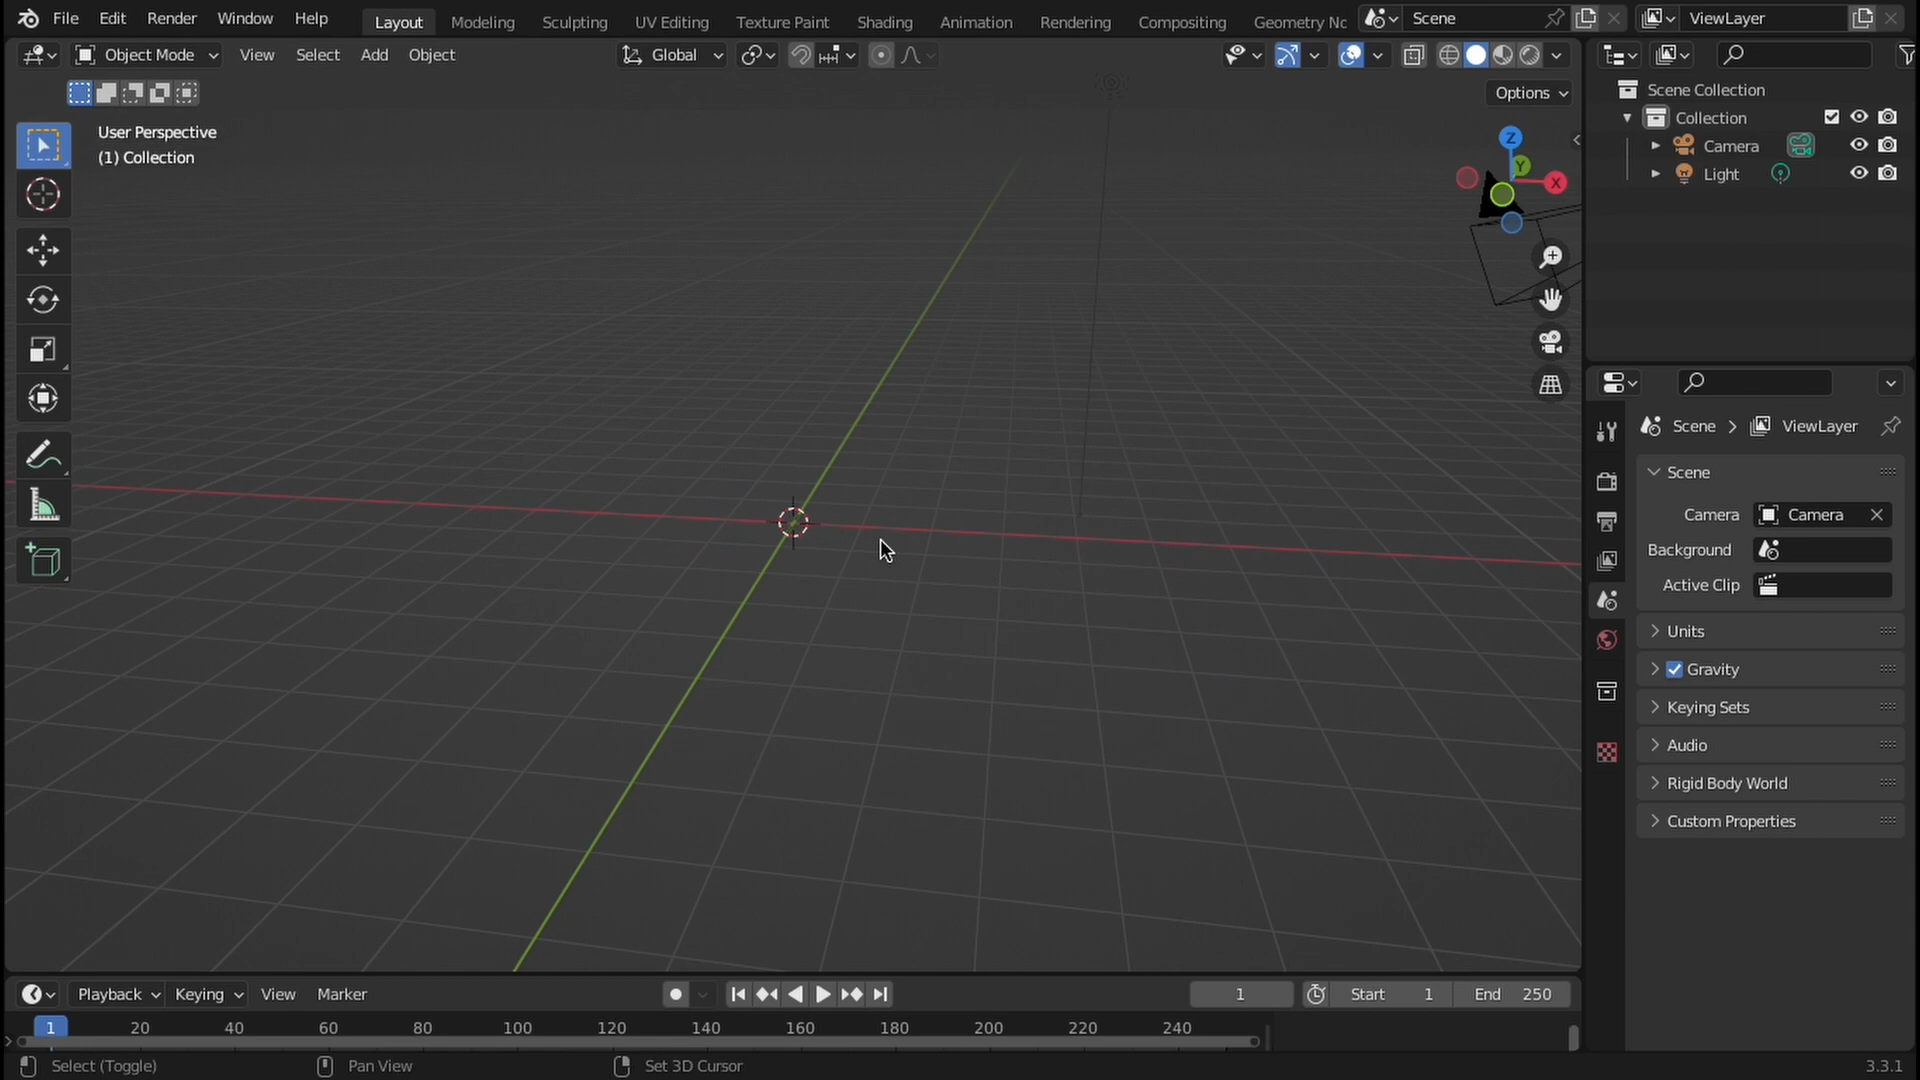 File Edit Render Window Help Layout Modeling Sculpting UV Editing Texture Paint Shading Animation Rendering Compositing Geometry Nc Scene ViewLayer
Object Mode View Select Add Object Global
Options
User Perspective
(1) Collection
Z
Y
X
Scene Collection
Collection
Camera
Light
Scene > ViewLayer
Scene
Camera Camera
Background
Active Clip
Units
Gravity
Keying Sets
Audio
Rigid Body World
Custom Properties
Playback Keying View Marker 1 Start 1 End 250
1 20 40 60 80 100 120 140 160 180 200 220 240
Select (Toggle) Pan View Set 3D Cursor 3.3.1